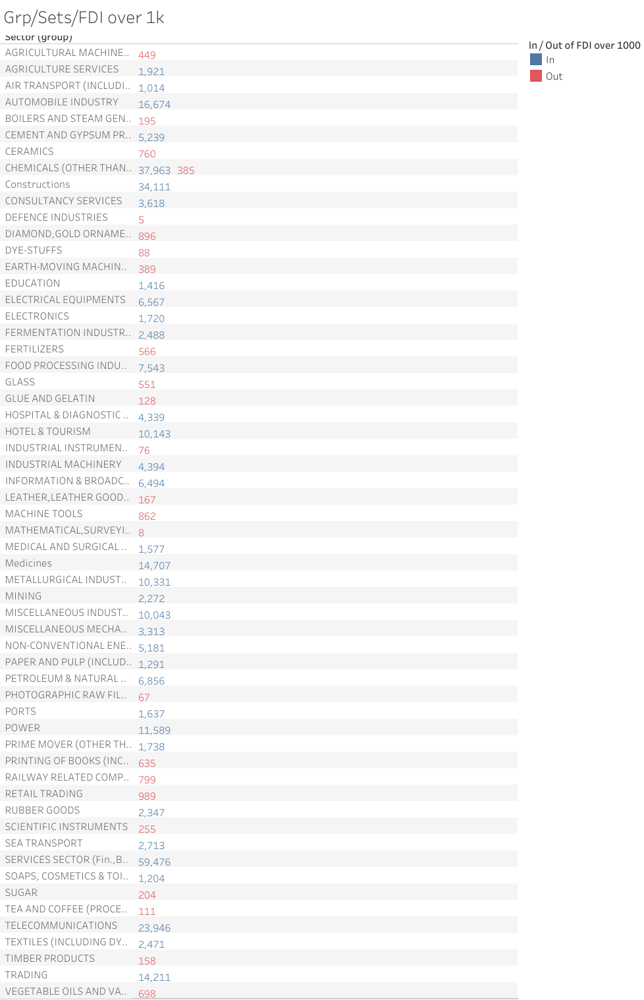 Grp/Sets/FDI over 1k
Sector (group)
In / Out of FDI over 1000
In
Out
AGRICULTURAL MACHINE.. 449
AGRICULTURE SERVICES 1,921
AIR TRANSPORT (INCLUDI.. 1,014
AUTOMOBILE INDUSTRY 16,674
BOILERS AND STEAM GEN.. 195
CEMENT AND GYPSUM PR.. 5,239
CERAMICS 760
CHEMICALS (OTHER THAN.. 37,963 385
Constructions 34,111
CONSULTANCY SERVICES 3,618
DEFENCE INDUSTRIES 5
DIAMOND,GOLD ORNAME.. 896
DYE-STUFFS 88
EARTH-MOVING MACHIN.. 389
EDUCATION 1,416
ELECTRICAL EQUIPMENTS 6,567
ELECTRONICS 1,720
FERMENTATION INDUSTR.. 2,488
FERTILIZERS 566
FOOD PROCESSING INDU.. 7,543
GLASS 551
GLUE AND GELATIN 128
HOSPITAL & DIAGNOSTIC .. 4,339
HOTEL & TOURISM 10,143
INDUSTRIAL INSTRUMEN.. 76
INDUSTRIAL MACHINERY 4,394
INFORMATION & BROADC.. 6,494
LEATHER,LEATHER GOOD.. 167
MACHINE TOOLS 862
MATHEMATICAL,SURVEYI.. 8
MEDICAL AND SURGICAL .. 1,577
Medicines 14,707
METALLURGICAL INDUST.. 10,331
MINING 2,272
MISCELLANEOUS INDUST.. 10,043
MISCELLANEOUS MECHA.. 3,313
NON-CONVENTIONAL ENE.. 5,181
PAPER AND PULP (INCLUD.. 1,291
PETROLEUM & NATURAL .. 6,856
PHOTOGRAPHIC RAW FIL.. 67
PORTS 1,637
POWER 11,589
PRIME MOVER (OTHER TH.. 1,738
PRINTING OF BOOKS (INC.. 635
RAILWAY RELATED COMP.. 799
RETAIL TRADING 989
RUBBER GOODS 2,347
SCIENTIFIC INSTRUMENTS 255
SEA TRANSPORT 2,713
SERVICES SECTOR (Fin.,B.. 59,476
SOAPS, COSMETICS & TOI.. 1,204
SUGAR 204
TEA AND COFFEE (PROCE.. 111
TELECOMMUNICATIONS 23,946
TEXTILES (INCLUDING DY.. 2,471
TIMBER PRODUCTS 158
TRADING 14,211
VEGETABLE OILS AND VA.. 698